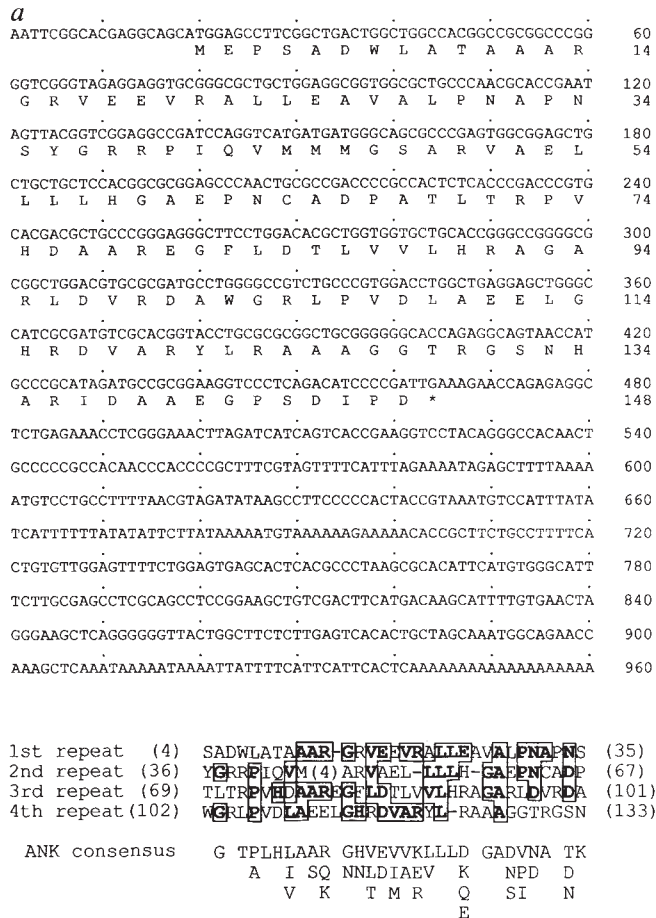 a
AATTCGGCACGAGGCAGCATGGAGCCTTCGGCTGACTGGCTGGCCACGGCCGCGGCCCGG 60
M E P S A D W L A T A A A R 14
GGTCGGGTAGAGGAGGTGCGGGCGCTGCTGGAGGCGGTGGCGCTGCCCAACGCACCGAAT 120
G R V E E V R A L L E A V A L P N A P N 34
AGTTACGGTCGGAGGCCGATCCAGGTCATGATGATGGGCAGCGCCCGAGTGGCGGAGCTG 180
S Y G R R P I Q V M M M G S A R V A E L 54
CTGCTGCTCCACGGCGCGGAGCCCAACTGCGCCGACCCCGCCACTCTCACCCGACCCGTG 240
L L L H G A E P N C A D P A T L T R P V 74
CACGACGCTGCCCGGGAGGGCTTCCTGGACACGCTGGTGGTGCTGCACCGGGCCGGGGCG 300
H D A A R E G F L D T L V V L H R A G A 94
CGGCTGGACGTGCGCGATGCCTGGGGCCGTCTGCCCGTGGACCTGGCTGAGGAGCTGGGC 360
R L D V R D A W G R L P V D L A E E L G 114
CATCGCGATGTCGCACGGTACCTGCGCGCGGCTGCGGGGGGCACCAGAGGCAGTAACCAT 420
H R D V A R Y L R A A A G G T R G S N H 134
GCCCGCATAGATGCCGCGGAAGGTCCCTCAGACATCCCCGATTGAAAGAACCAGAGAGGC 480
A R I D A A E G P S D I P D * 148
TCTGAGAAACCTCGGGAAACTTAGATCATCAGTCACCGAAGGTCCTACAGGGCCACAACT 540
GCCCCCGCCACAACCCACCCCGCTTTCGTAGTTTTCATTTAGAAAATAGAGCTTTTAAAA 600
ATGTCCTGCCTTTTAACGTAGATATAAGCCTTCCCCCACTACCGTAAATGTCCATTTATA 660
TCATTTTTTATATATTCTTATAAAAATGTAAAAAAGAAAAACACCGCTTCTGCCTTTTCA 720
CTGTGTTGGAGTTTTCTGGAGTGAGCACTCACGCCCTAAGCGCACATTCATGTGGGCATT 780
TCTTGCGAGCCTCGCAGCCTCCGGAAGCTGTCGACTTCATGACAAGCATTTTGTGAACTA 840
GGGAAGCTCAGGGGGGTTACTGGCTTCTCTTGAGTCACACTGCTAGCAAATGGCAGAACC 900
AAAGCTCAAATAAAAATAAAATTATTTTCATTCATTCACTCAAAAAAAAAAAAAAAAAAA 960
1st repeat (4) SADWLATAAAR-GRVEEVRALLEAVALPNAPNS (35)
2nd repeat (36) YGRRPIQVM(4)ARVAEL-LLLH-GAEPNCADP (67)
3rd repeat (69) TLTRPVHDAAREGFLDTLVVLHRAGARLDVRDA (101)
4th repeat (102) WGRLPVDLAEELGHRDVARYL-RAAAGGTRGSN (133)
ANK consensus G TPLHLAAR GHVEVVKLLLD GADVNA TK
A I SQ NNLDIAEV K NPD D
V K T M R Q SI N
E